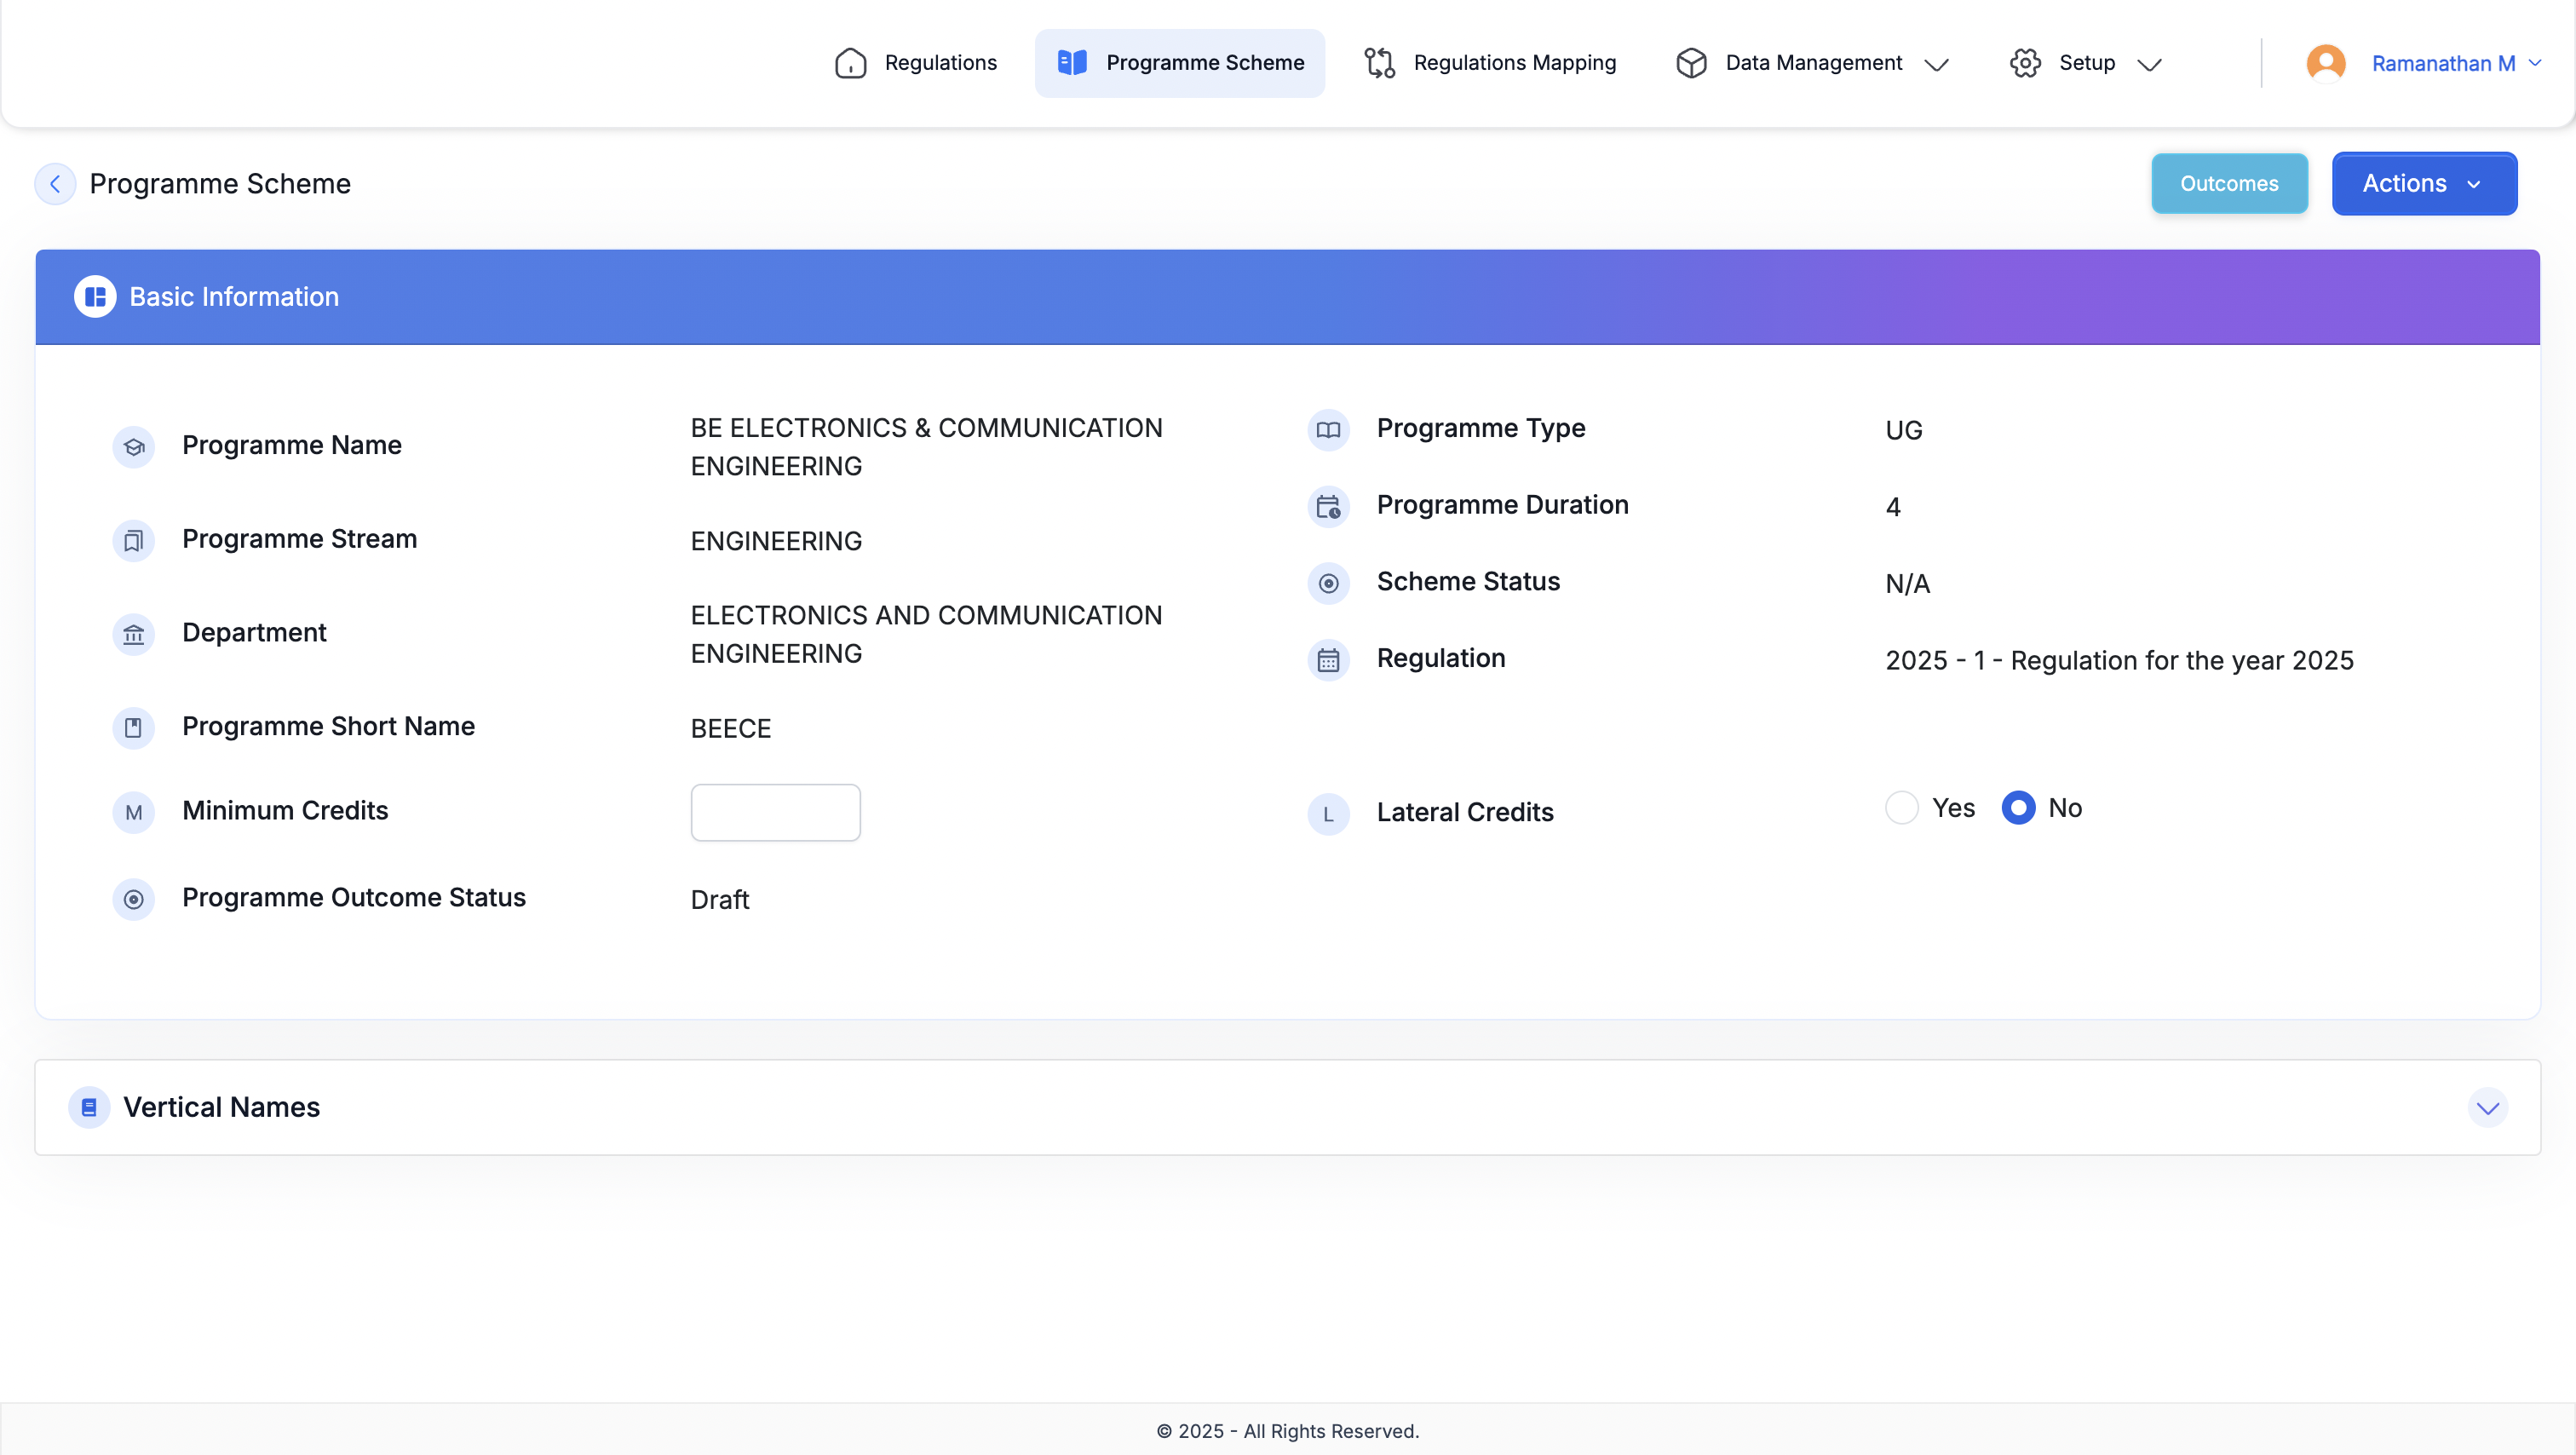 Regulations
Programme Scheme
Regulations Mapping
Data Management
Setup
Ramanathan M
Programme Scheme
Outcomes
Actions
Basic Information
Programme Name
BE ELECTRONICS & COMMUNICATION
ENGINEERING
Programme Stream
ENGINEERING
Department
ELECTRONICS AND COMMUNICATION
ENGINEERING
Programme Short Name
BEECE
M
Minimum Credits
Programme Outcome Status
Draft
Programme Type
UG
Programme Duration
4
Scheme Status
N/A
Regulation
2025 - 1 - Regulation for the year 2025
L
Lateral Credits
Yes
No
Vertical Names
© 2025 - All Rights Reserved.